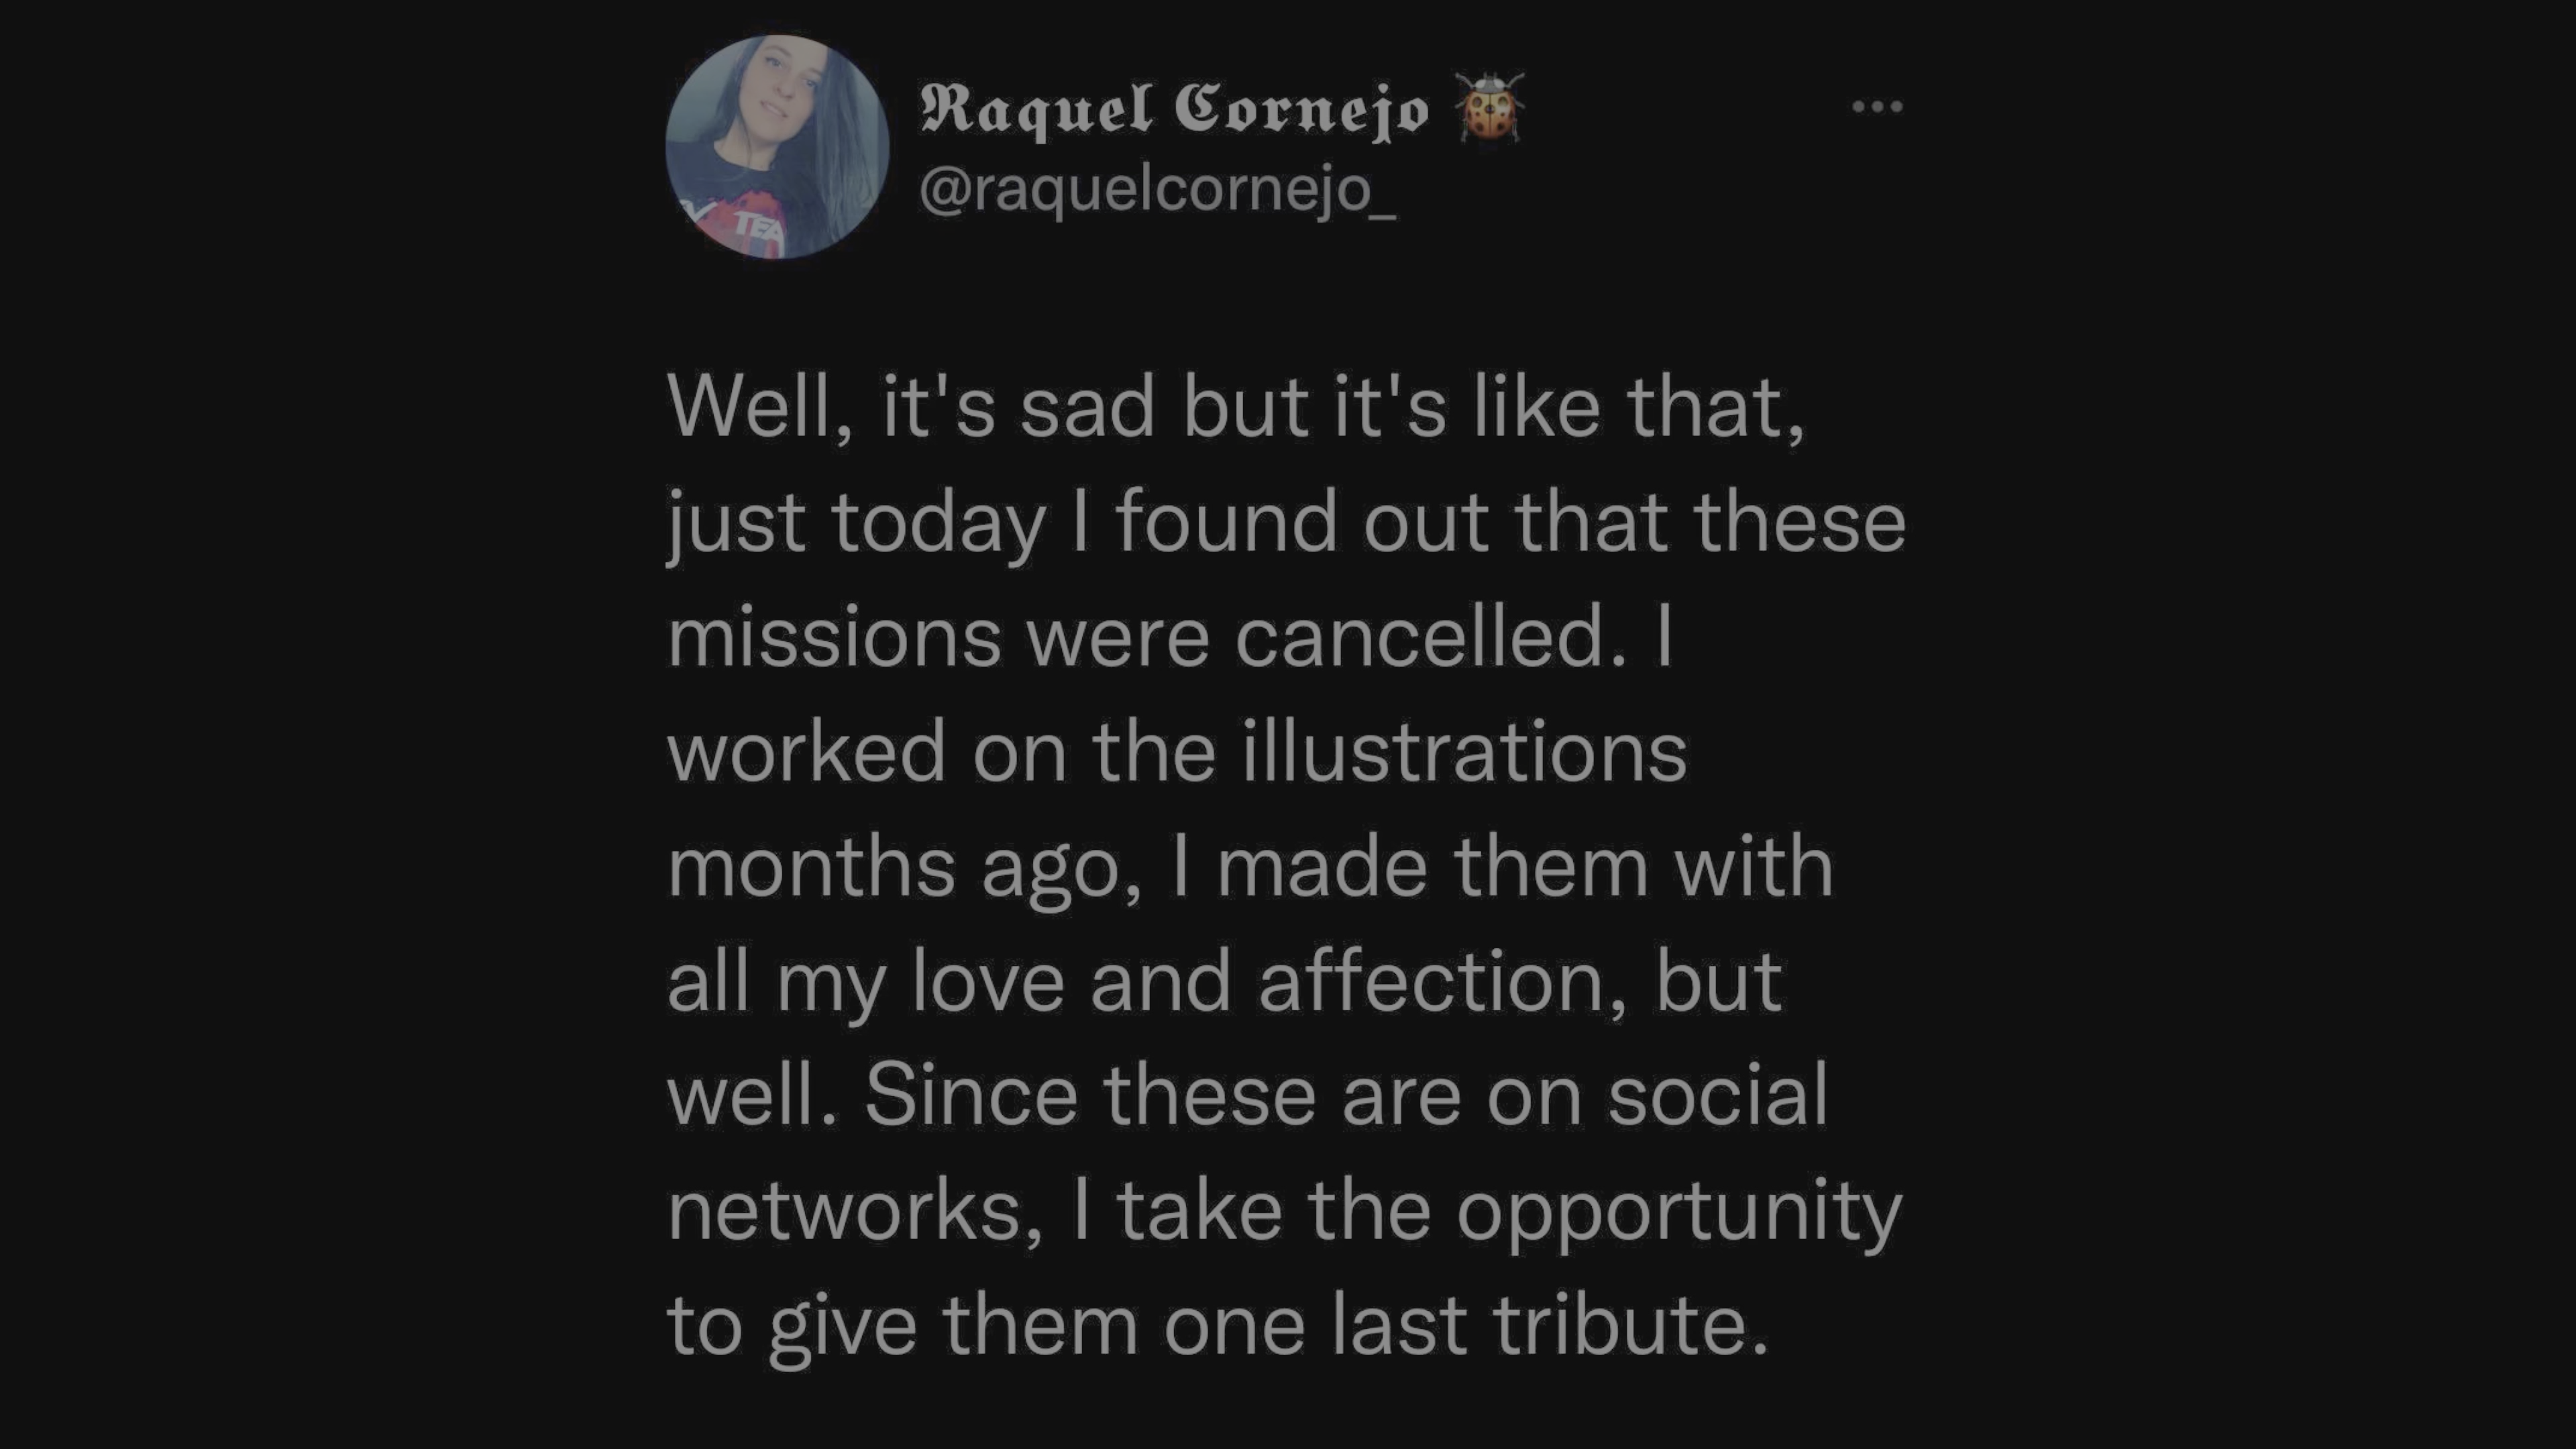 Raquel Cornejo 🐞
@raquelcornejo_
TEA
Well, it's sad but it's like that,
just today I found out that these
missions were cancelled. I
worked on the illustrations
months ago, I made them with
all my love and affection, but
well. Since these are on social
networks, I take the opportunity
to give them one last tribute.